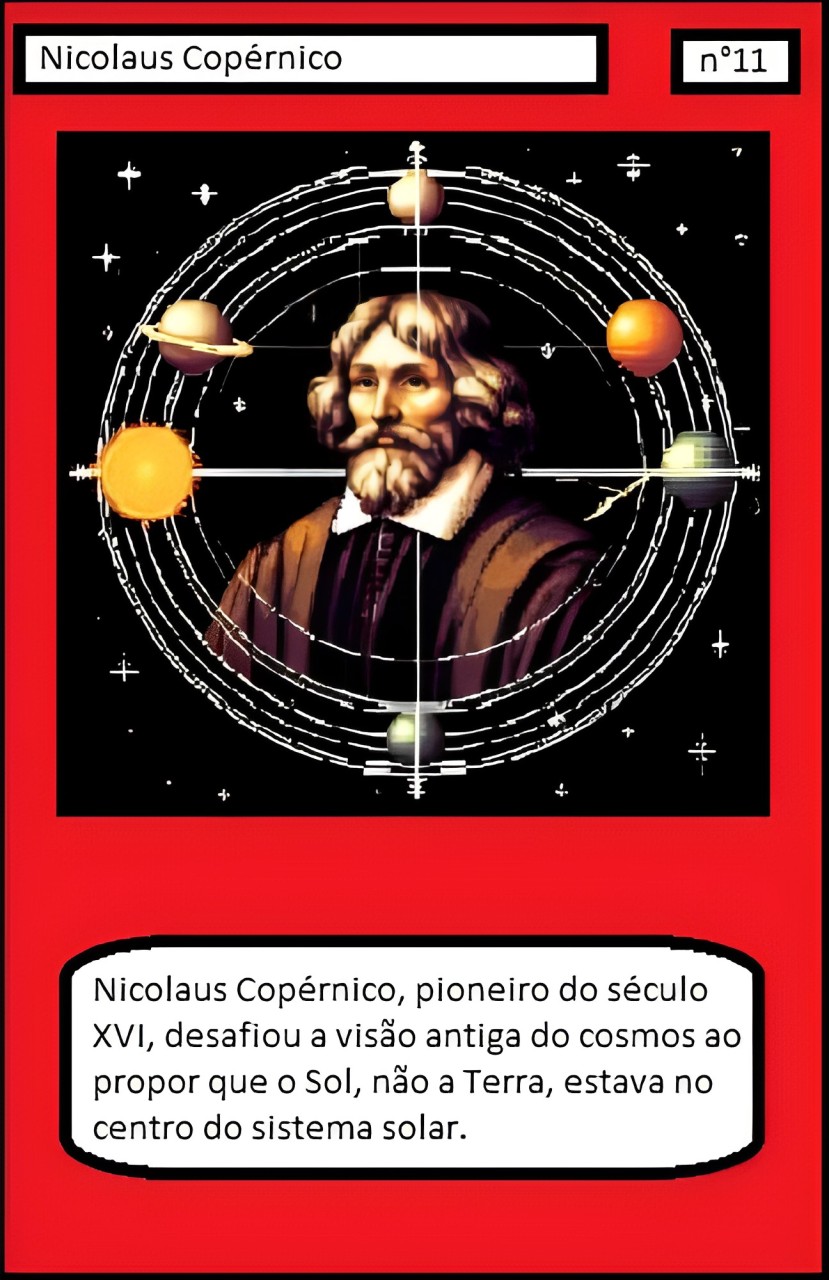 Nicolaus Copérnico
n°11
Nicolaus Copérnico, pioneiro do século
XVI, desafiou a visão antiga do cosmos ao
propor que o Sol, não a Terra, estava no
centro do sistema solar.